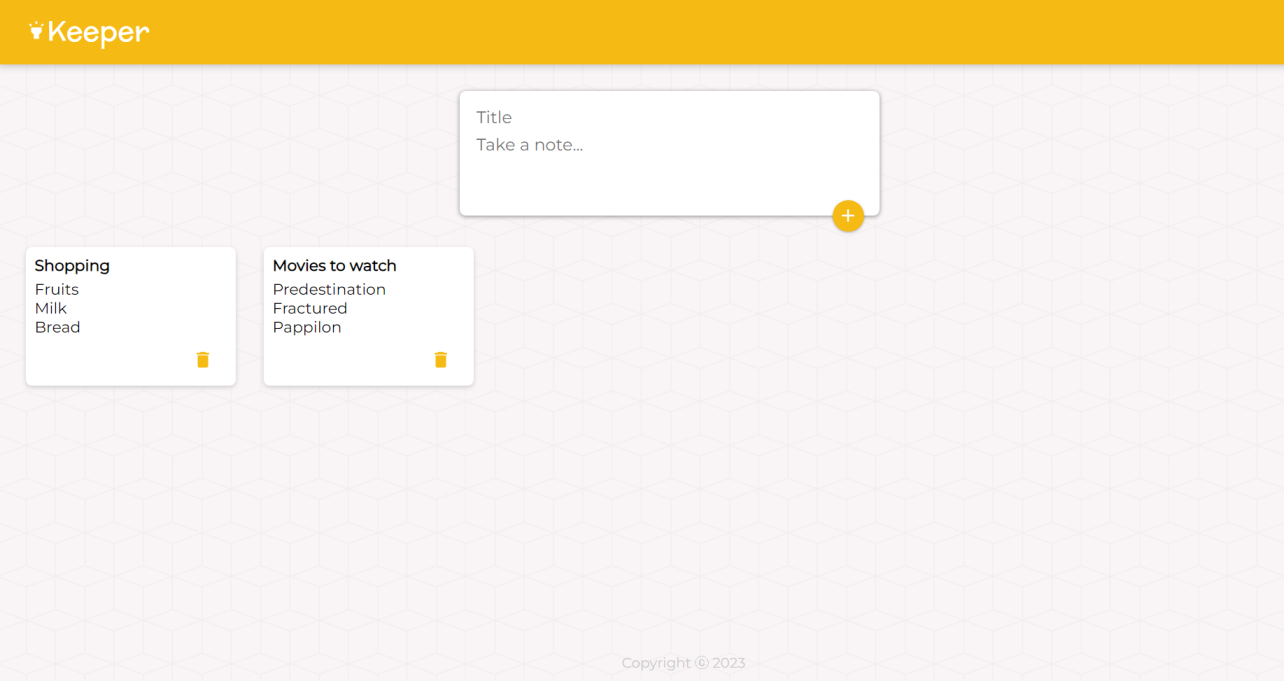 Keeper
Title
Take a note...
Shopping
Fruits
Milk
Bread
Movies to watch
Predestination
Fractured
Pappilon
Copyright ⓒ 2023